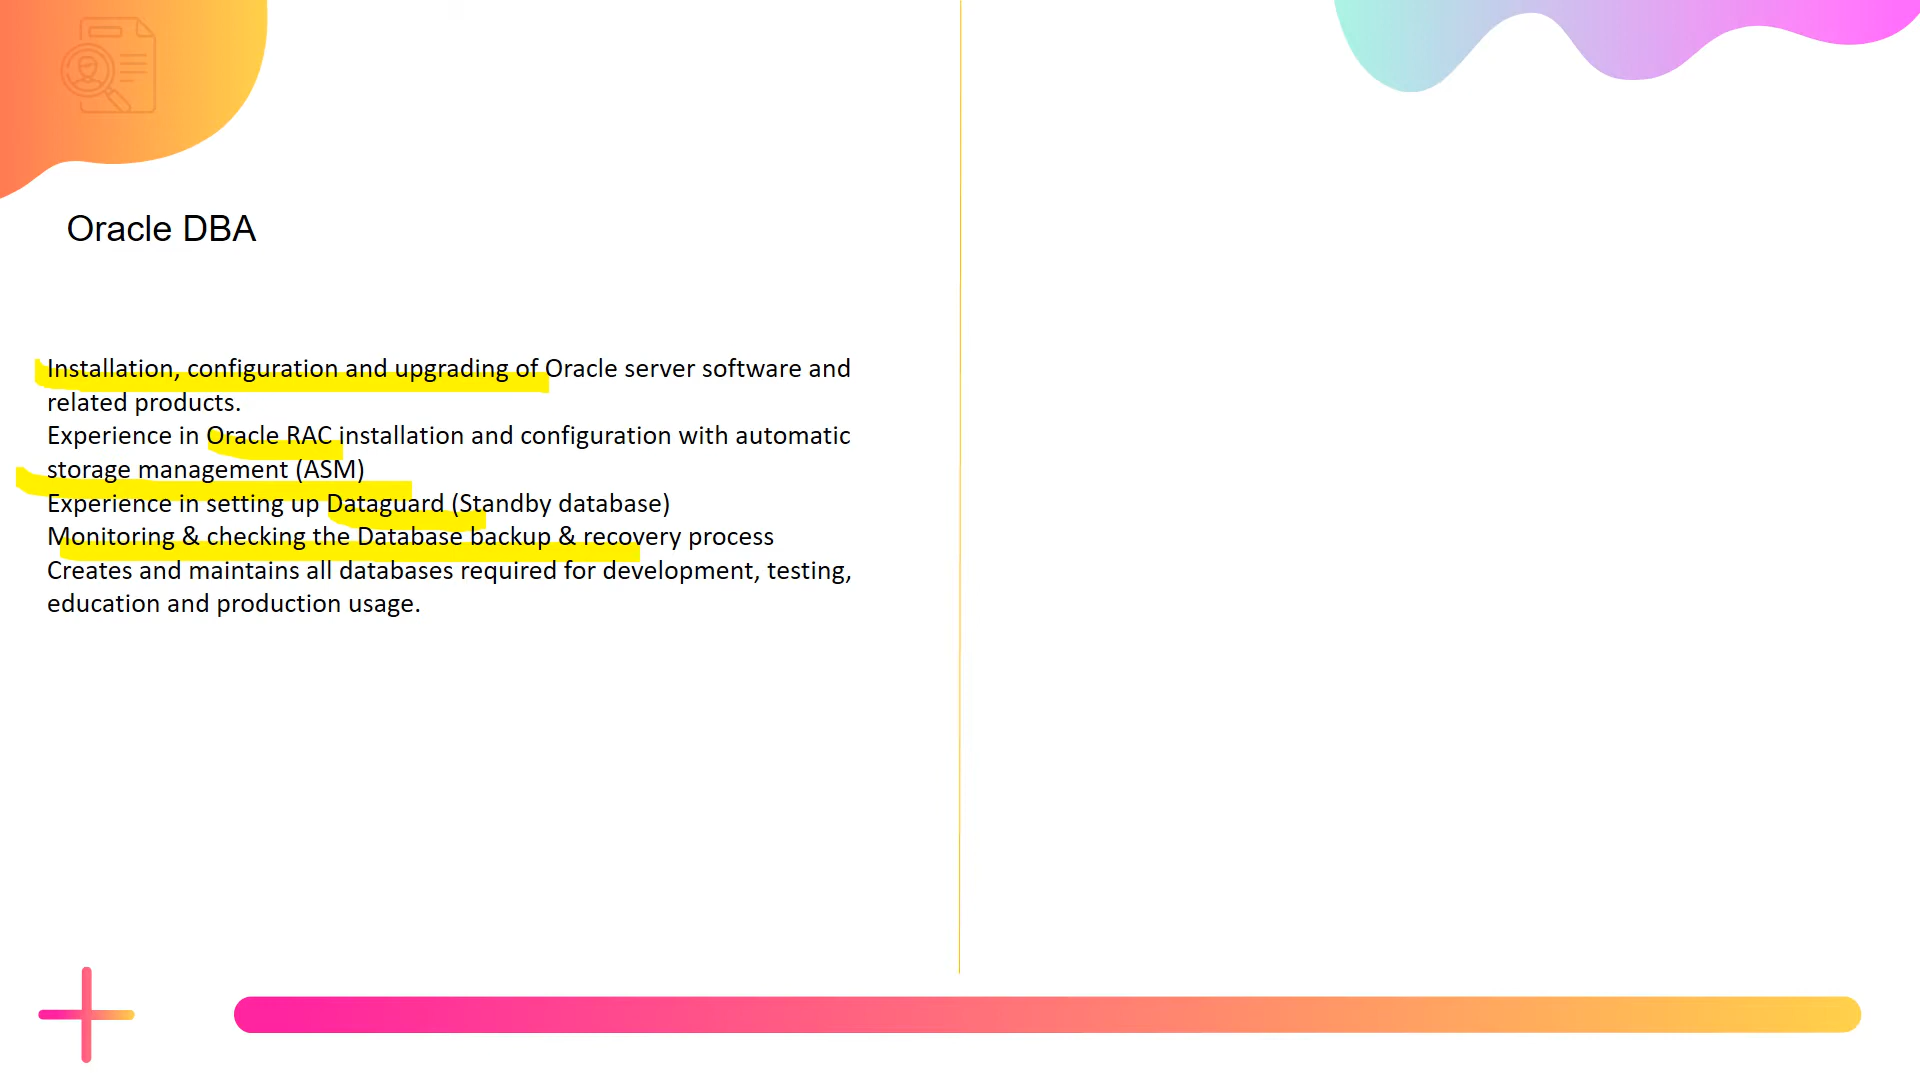 Oracle DBA
Installation, configuration and upgrading of Oracle server software and
related products.
Experience in Oracle RAC installation and configuration with automatic
storage management (ASM)
Experience in setting up Dataguard (Standby database)
Monitoring & checking the Database backup & recovery process
Creates and maintains all databases required for development, testing,
education and production usage.